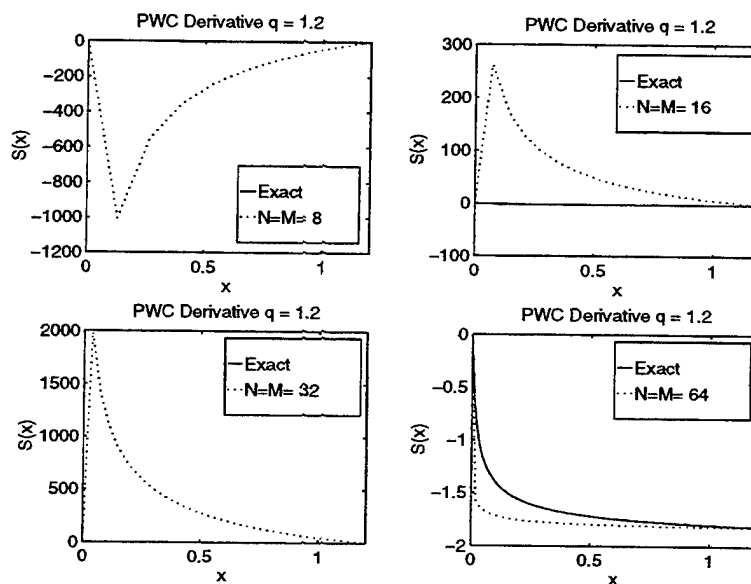 PWC Derivative q = 1.2
0
-200
-400
-600
-800
-1000
-1200
S(x)
Exact
N=M= 8
0
0.5
1
x
PWC Derivative q = 1.2
300
200
100
0
-100
S(x)
Exact
N=M= 16
0
0.5
1
x
PWC Derivative q = 1.2
2000
1500
1000
500
0
S(x)
Exact
N=M= 32
0
0.5
1
x
PWC Derivative q = 1.2
0
-0.5
-1
-1.5
-2
S(x)
Exact
N=M= 64
0
0.5
1
x